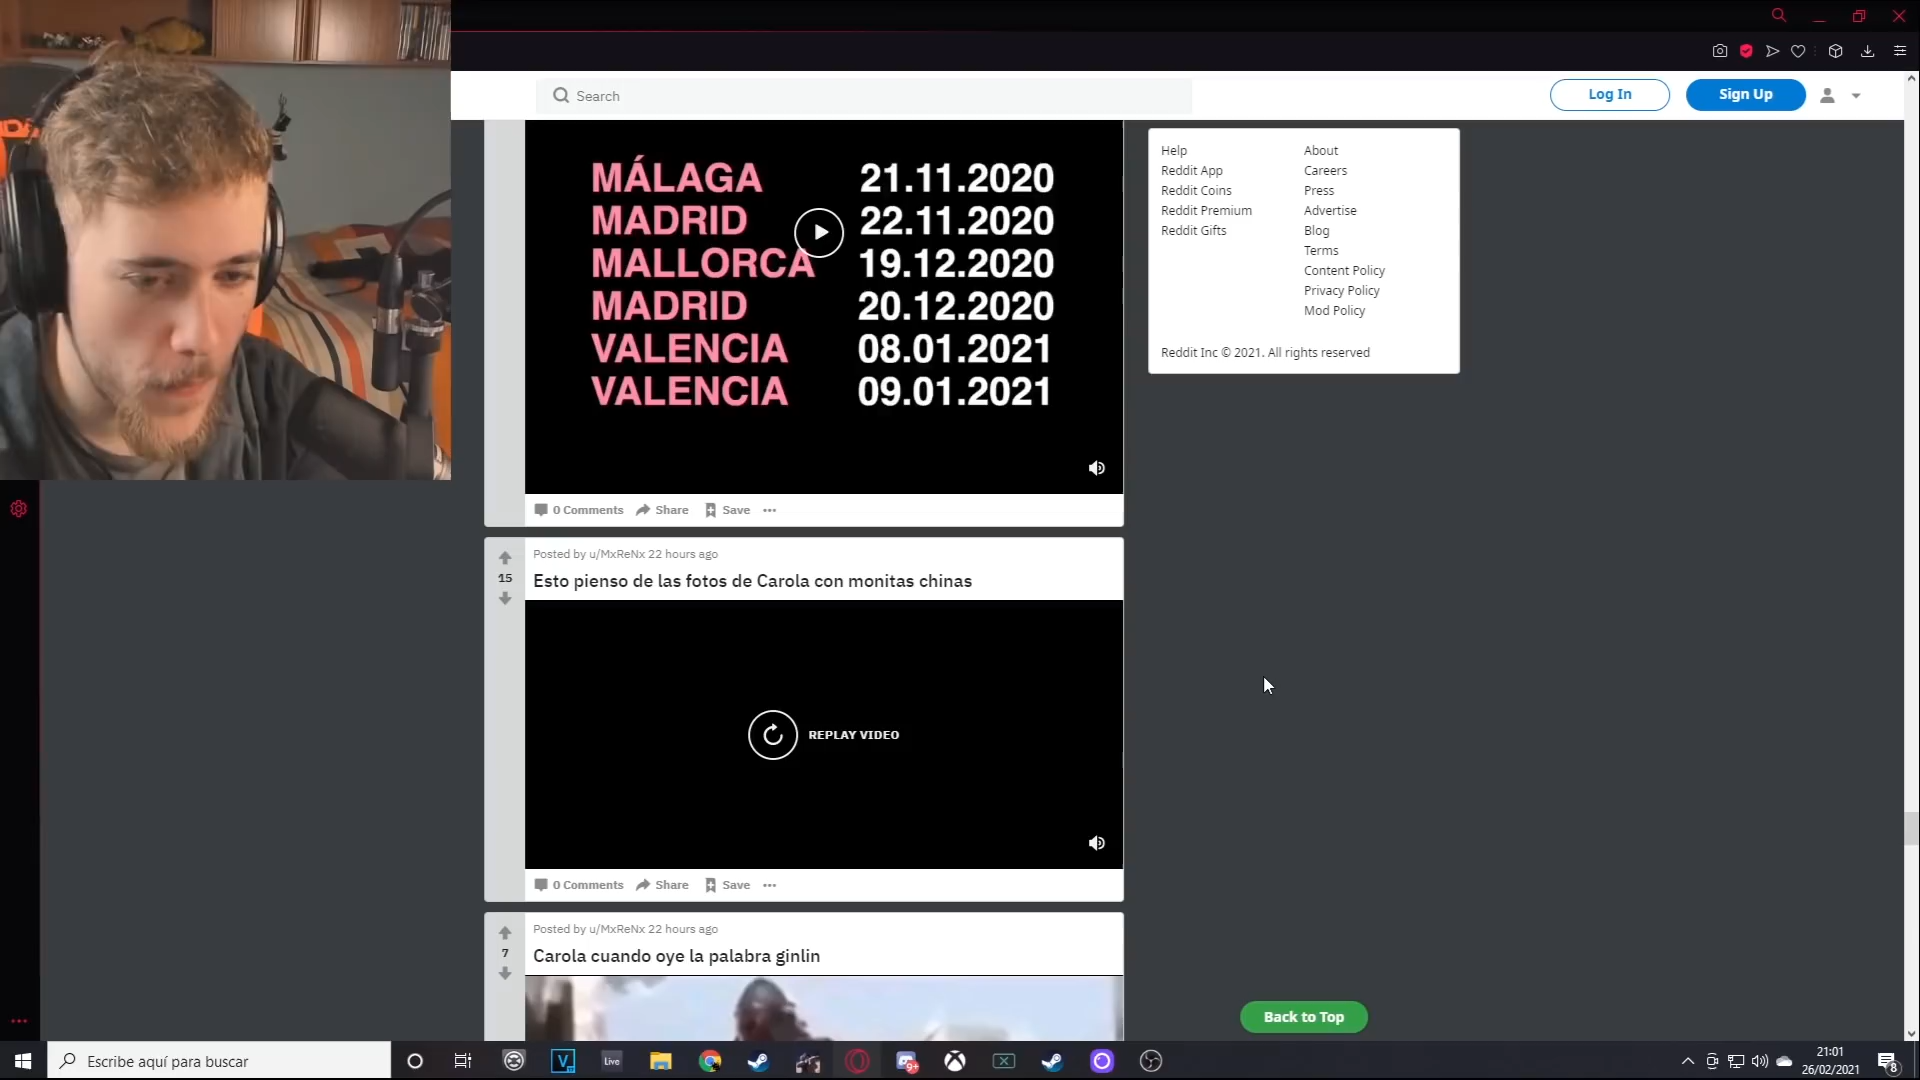 Search
Log In
Sign Up
MÁLAGA 21.11.2020
MADRID 22.11.2020
MALLORCA 19.12.2020
MADRID 20.12.2020
VALENCIA 08.01.2021
VALENCIA 09.01.2021
0 Comments Share Save
Help About
Reddit App Careers
Reddit Coins Press
Reddit Premium Advertise
Reddit Gifts Blog
Terms
Content Policy
Privacy Policy
Mod Policy
Reddit Inc © 2021. All rights reserved
Posted by u/MxReNx 22 hours ago
15
Esto pienso de las fotos de Carola con monitas chinas
REPLAY VIDEO
0 Comments Share Save
Posted by u/MxReNx 22 hours ago
7
Carola cuando oye la palabra ginlin
Back to Top
Escribe aquí para buscar
V
Live
9+
21:01
26/02/2021
8